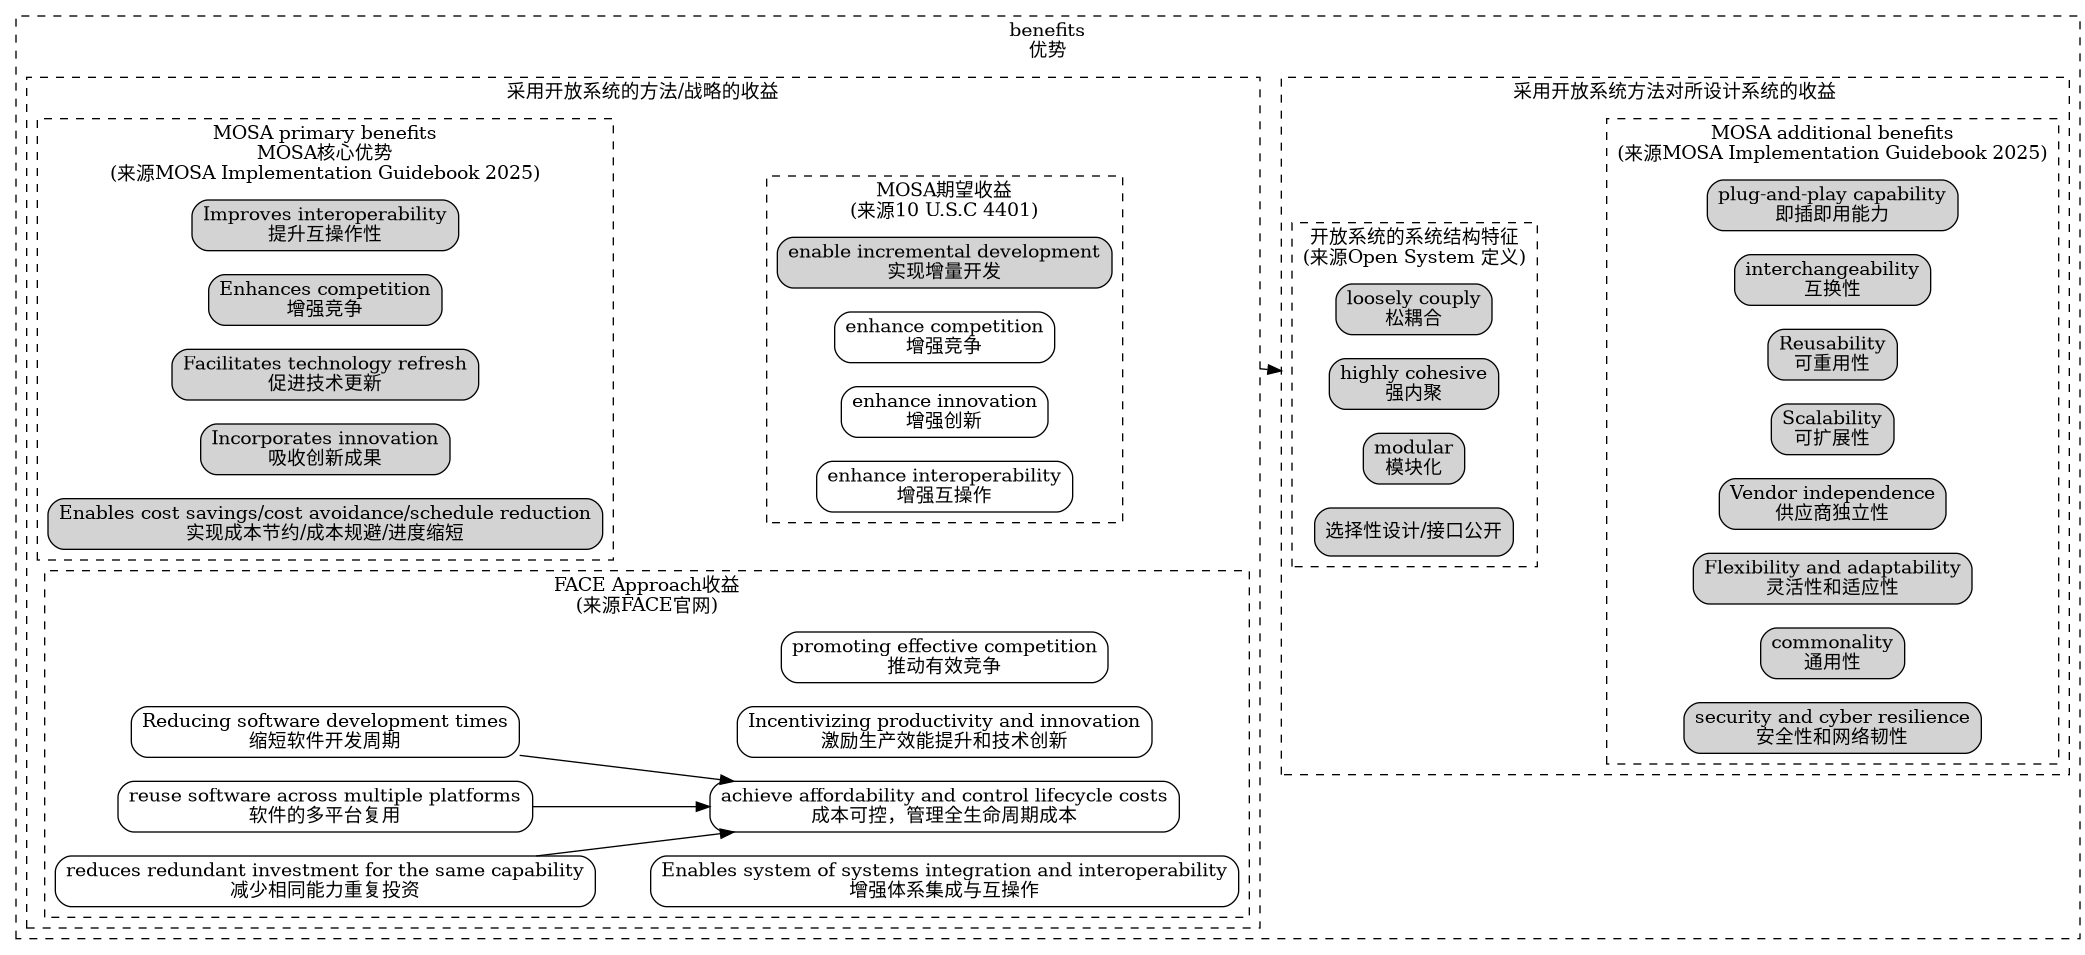 benefits
优势
采用开放系统的方法/战略的收益
MOSA primary benefits
MOSA核心优势
(来源MOSA Implementation Guidebook 2025)
Improves interoperability
提升互操作性
Enhances competition
增强竞争
Facilitates technology refresh
促进技术更新
Incorporates innovation
吸收创新成果
Enables cost savings/cost avoidance/schedule reduction
实现成本节约/成本规避/进度缩短
MOSA期望收益
(来源10 U.S.C 4401)
enable incremental development
实现增量开发
enhance competition
增强竞争
enhance innovation
增强创新
enhance interoperability
增强互操作
FACE Approach收益
(来源FACE官网)
promoting effective competition
推动有效竞争
Reducing software development times
缩短软件开发周期
Incentivizing productivity and innovation
激励生产效能提升和技术创新
reuse software across multiple platforms
软件的多平台复用
achieve affordability and control lifecycle costs
成本可控，管理全生命周期成本
reduces redundant investment for the same capability
减少相同能力重复投资
Enables system of systems integration and interoperability
增强体系集成与互操作
采用开放系统方法对所设计系统的收益
开放系统的系统结构特征
(来源Open System 定义)
loosely couply
松耦合
highly cohesive
强内聚
modular
模块化
选择性设计/接口公开
MOSA additional benefits
(来源MOSA Implementation Guidebook 2025)
plug-and-play capability
即插即用能力
interchangeability
互换性
Reusability
可重用性
Scalability
可扩展性
Vendor independence
供应商独立性
Flexibility and adaptability
灵活性和适应性
commonality
通用性
security and cyber resilience
安全性和网络韧性